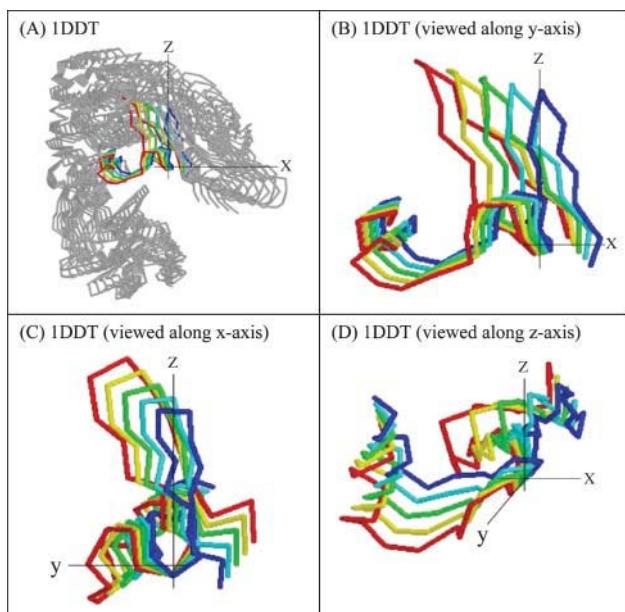 (A) 1DDT
Z
X
(B) 1DDT (viewed along y-axis)
Z
X
(C) 1DDT (viewed along x-axis)
Z
y
(D) 1DDT (viewed along z-axis)
Z
X
y